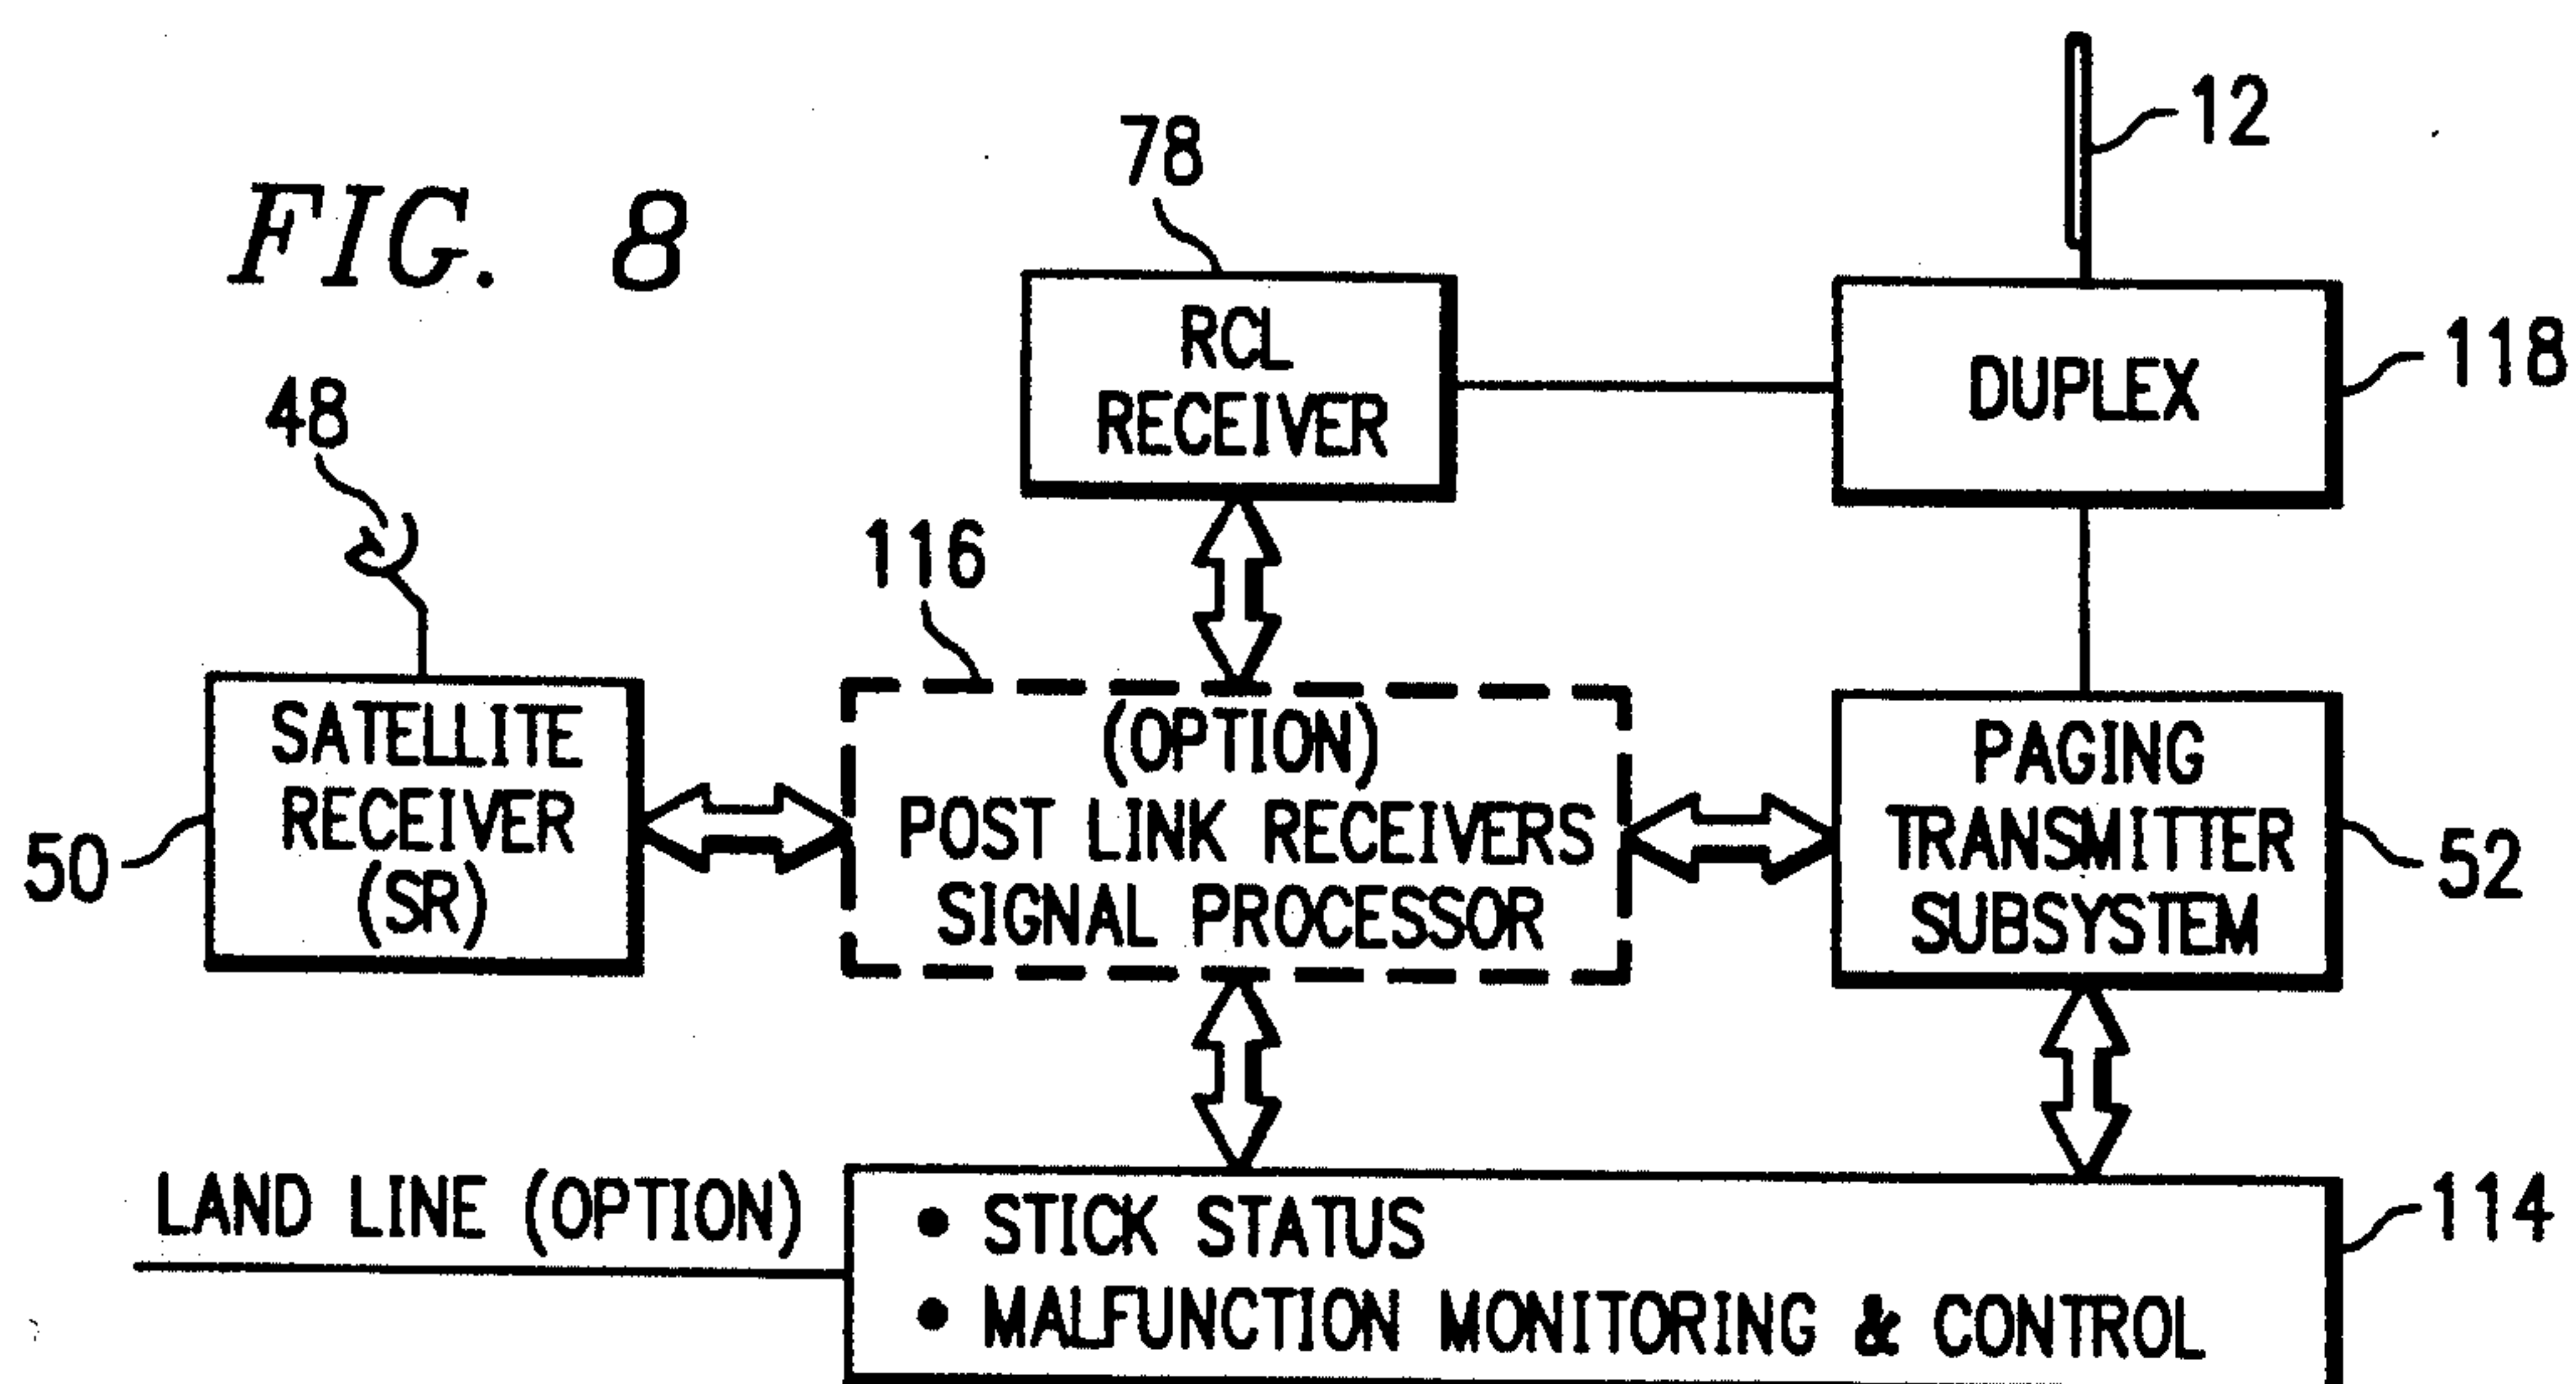 FIG. 8
78
12
RCL
RECEIVER
DUPLEX
118
48
116
SATELLITE
RECEIVER
(SR)
50
(OPTION)
POST LINK RECEIVERS
SIGNAL PROCESSOR
PAGING
TRANSMITTER
SUBSYSTEM
52
LAND LINE (OPTION)
• STICK STATUS
• MALFUNCTION MONITORING & CONTROL
114